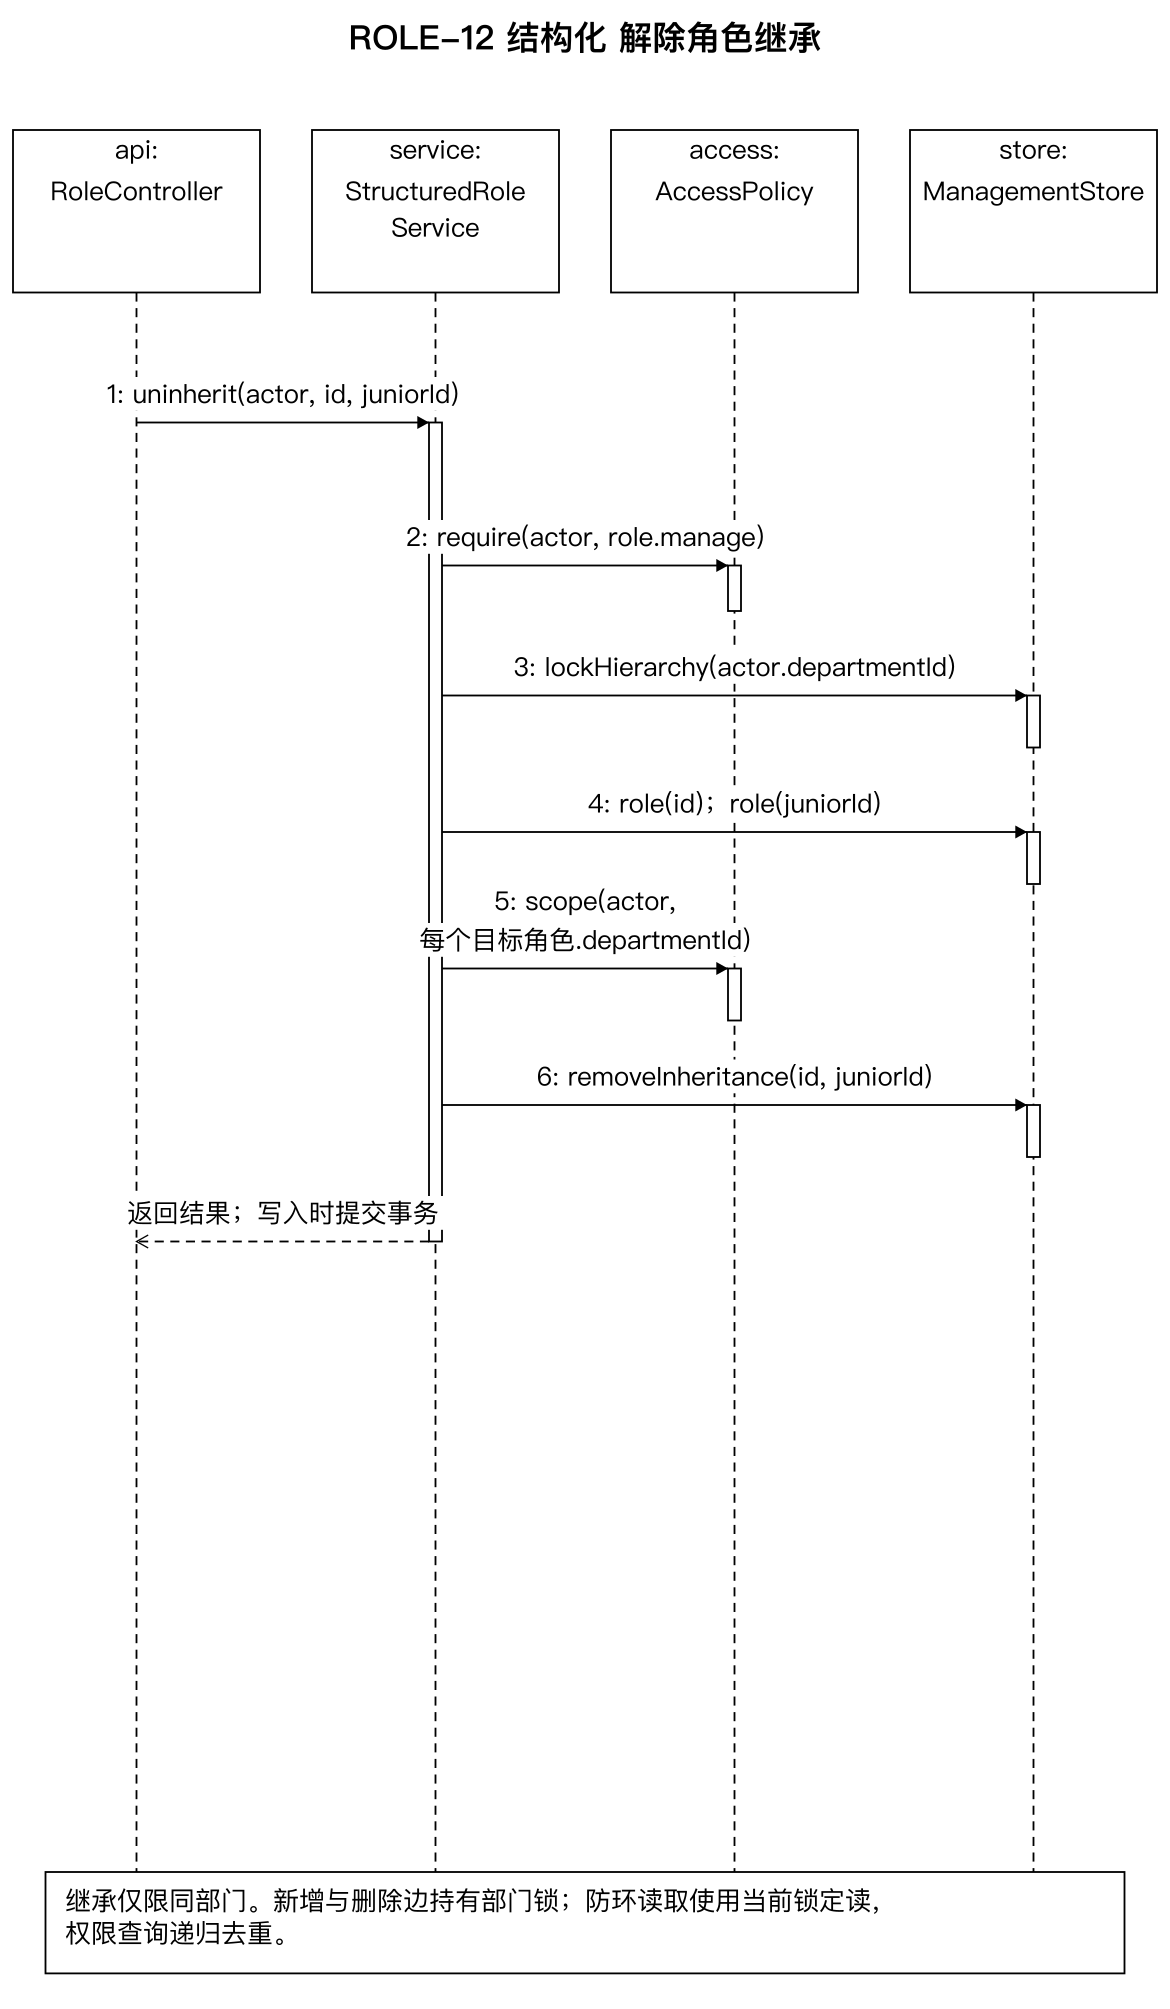 ROLE-12 结构化 解除角色继承
api:
RoleController
service:
StructuredRole
Service
access:
AccessPolicy
store:
ManagementStore
1: uninherit(actor, id, juniorId)
2: require(actor, role.manage)
3: lockHierarchy(actor.departmentId)
4: role(id)；role(juniorId)
5: scope(actor,
每个目标角色.departmentId)
6: removeInheritance(id, juniorId)
返回结果；写入时提交事务
继承仅限同部门。新增与删除边持有部门锁；防环读取使用当前锁定读，
权限查询递归去重。